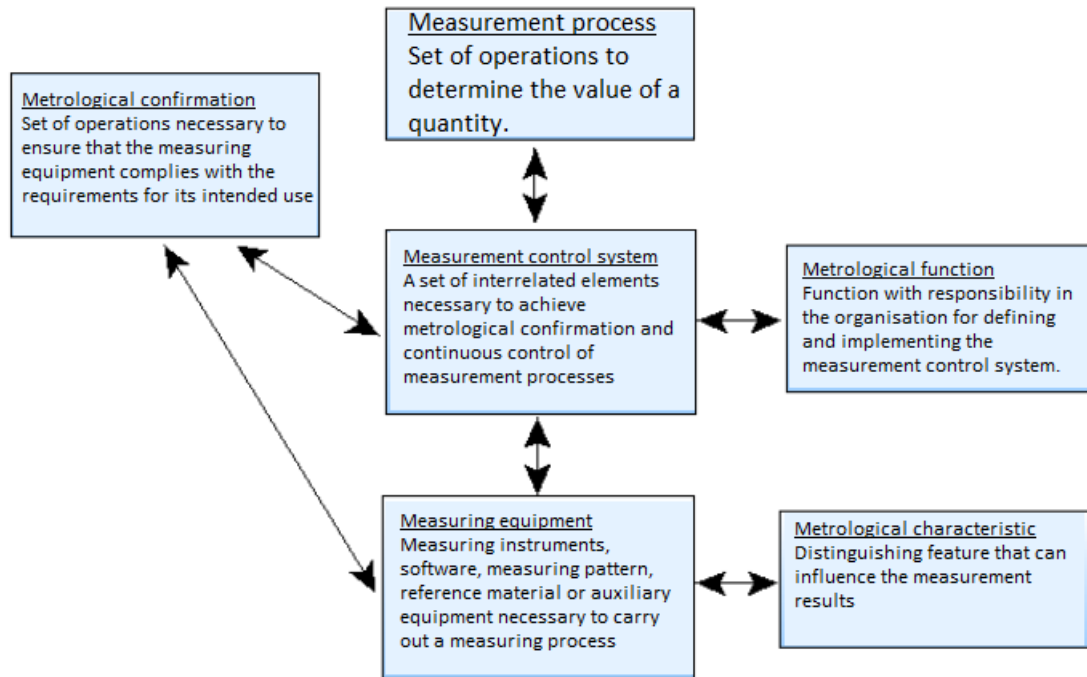 Measurement process
Set of operations to
determine the value of a
quantity.
Metrological confirmation
Set of operations necessary to
ensure that the measuring
equipment complies with the
requirements for its intended use
Measurement control system
A set of interrelated elements
necessary to achieve
metrological confirmation and
continuous control of
measurement processes
Metrological function
Function with responsibility in
the organisation for defining
and implementing the
measurement control system.
Measuring equipment
Measuring instruments,
software, measuring pattern,
reference material or auxiliary
equipment necessary to carry
out a measuring process
Metrological characteristic
Distinguishing feature that can
influence the measurement
results